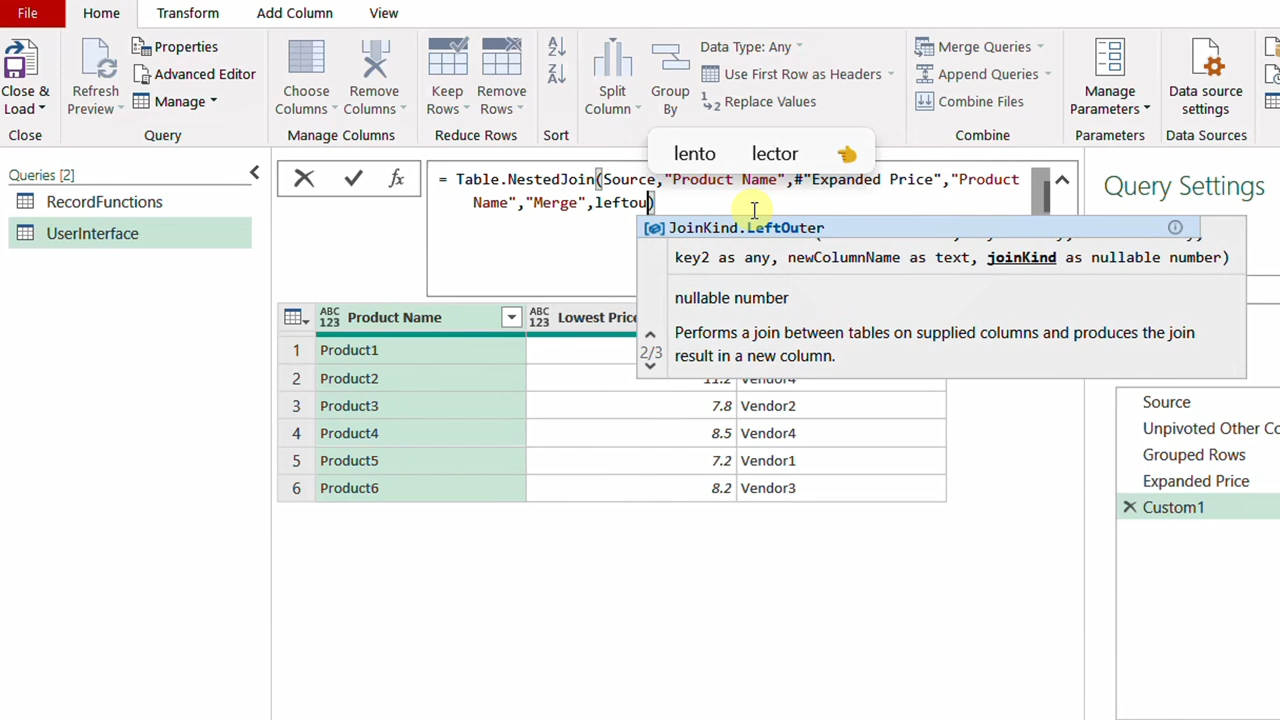 File Home Transform Add Column View
Properties
Advanced Editor
Manage
Close &
Load
Refresh
Preview
Choose
Columns
Remove
Columns
Keep
Rows
Remove
Rows
Split
Column
Group
By
Data Type: Any
Use First Row as Headers
Replace Values
Merge Queries
Append Queries
Combine Files
Manage
Parameters
Data source
settings
Close Query Manage Columns Reduce Rows Sort Combine Parameters Data Sources
lento lector
Queries [2]
RecordFunctions
UserInterface
fx
= Table.NestedJoin(Source,"Product Name",#"Expanded Price","Product
Name","Merge",leftou)
JoinKind.LeftOuter
key2 as any, newColumnName as text, joinKind as nullable number)
nullable number
Performs a join between tables on supplied columns and produces the join
result in a new column.
2/3
ABC
123
Product Name
ABC
123
1 Product1
2 Product2 11.2 Vendor4
3 Product3 7.8 Vendor2
4 Product4 8.5 Vendor4
5 Product5 7.2 Vendor1
6 Product6 8.2 Vendor3
Query Settings
Source
Grouped Rows
Expanded Price
Custom1